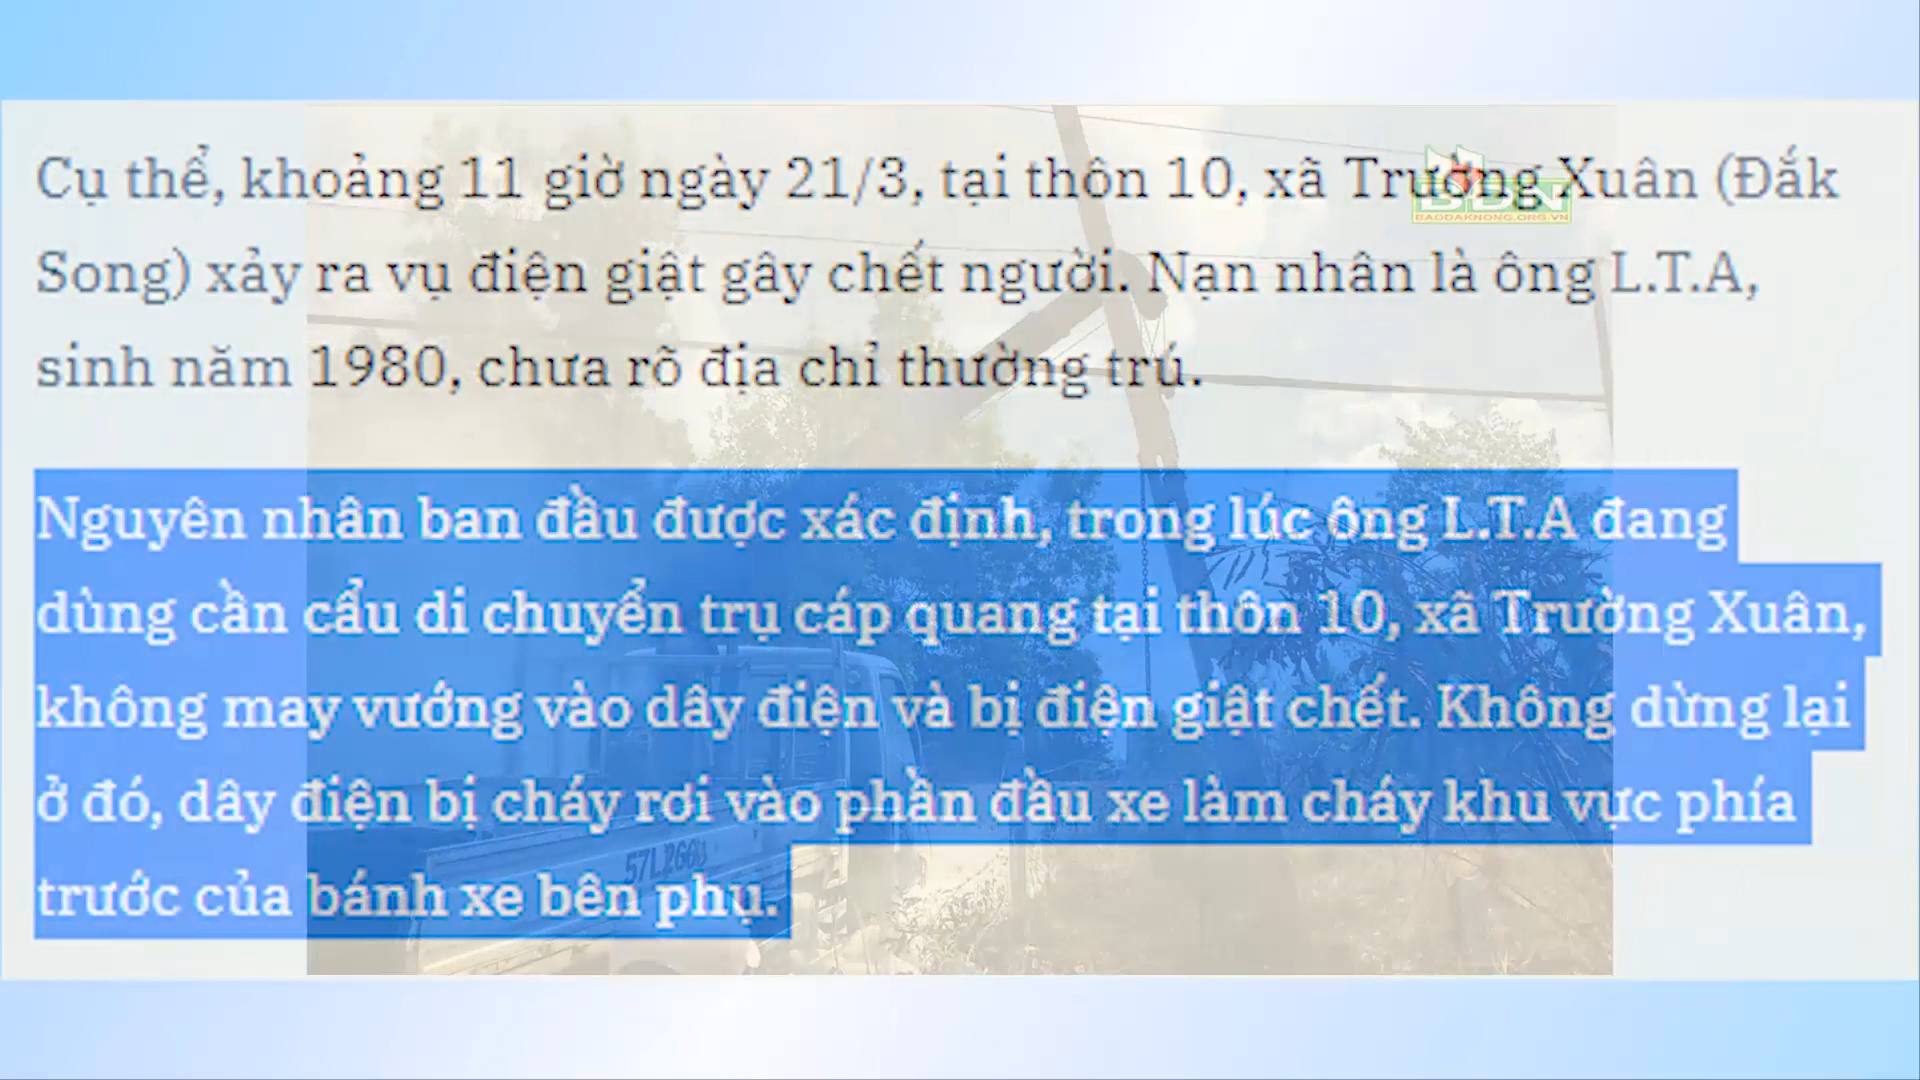 Cụ thể, khoảng 11 giờ ngày 21/3, tại thôn 10, xã Trường Xuân (Đắk
Song) xảy ra vụ điện giật gây chết người. Nạn nhân là ông L.T.A,
sinh năm 1980, chưa rõ địa chỉ thường trú.
Nguyên nhân ban đầu được xác định, trong lúc ông L.T.A đang
dùng cần cẩu di chuyển trụ cáp quang tại thôn 10, xã Trường Xuân,
không may vướng vào dây điện và bị điện giật chết. Không dừng lại
ở đó, dây điện bị cháy rơi vào phần đầu xe làm cháy khu vực phía
trước của bánh xe bên phụ.
BDN
BAODAKNONG.ORG.VN